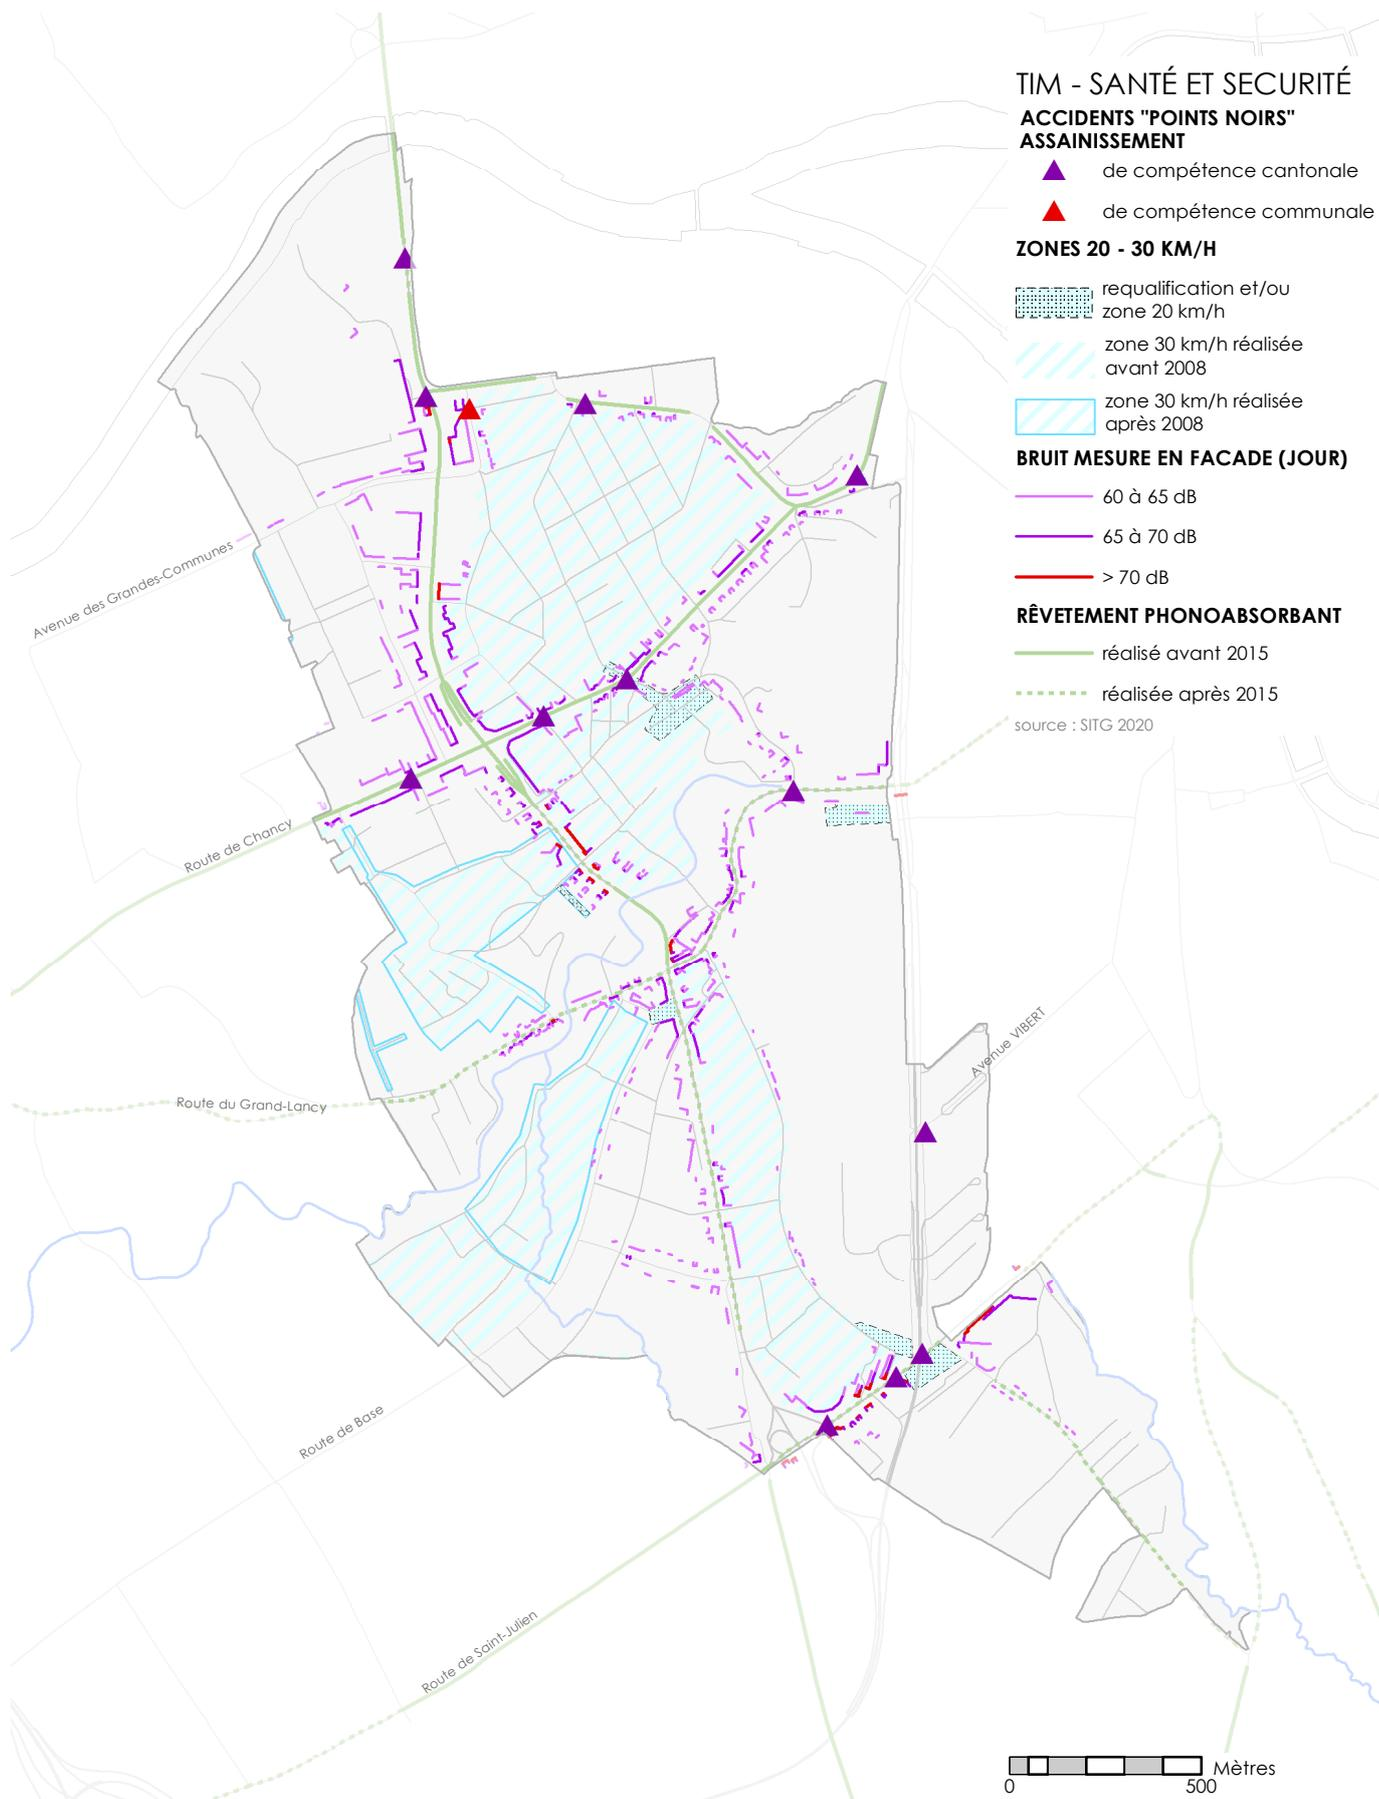 TIM - SANTÉ ET SECURITÉ
ACCIDENTS "POINTS NOIRS"
ASSAINISSEMENT
de compétence cantonale
de compétence communale
ZONES 20 - 30 KM/H
requalification et/ou
zone 20 km/h
zone 30 km/h réalisée
avant 2008
zone 30 km/h réalisée
après 2008
BRUIT MESURE EN FACADE (JOUR)
60 à 65 dB
65 à 70 dB
> 70 dB
RÊVETEMENT PHONOABSORBANT
réalisé avant 2015
réalisée après 2015
source : SITG 2020
Avenue des Grandes-Communes
Route de Chancy
Avenue VIBERT
Route du Grand-Lancy
Route de Base
Route de Saint-Julien
Mètres
0 500